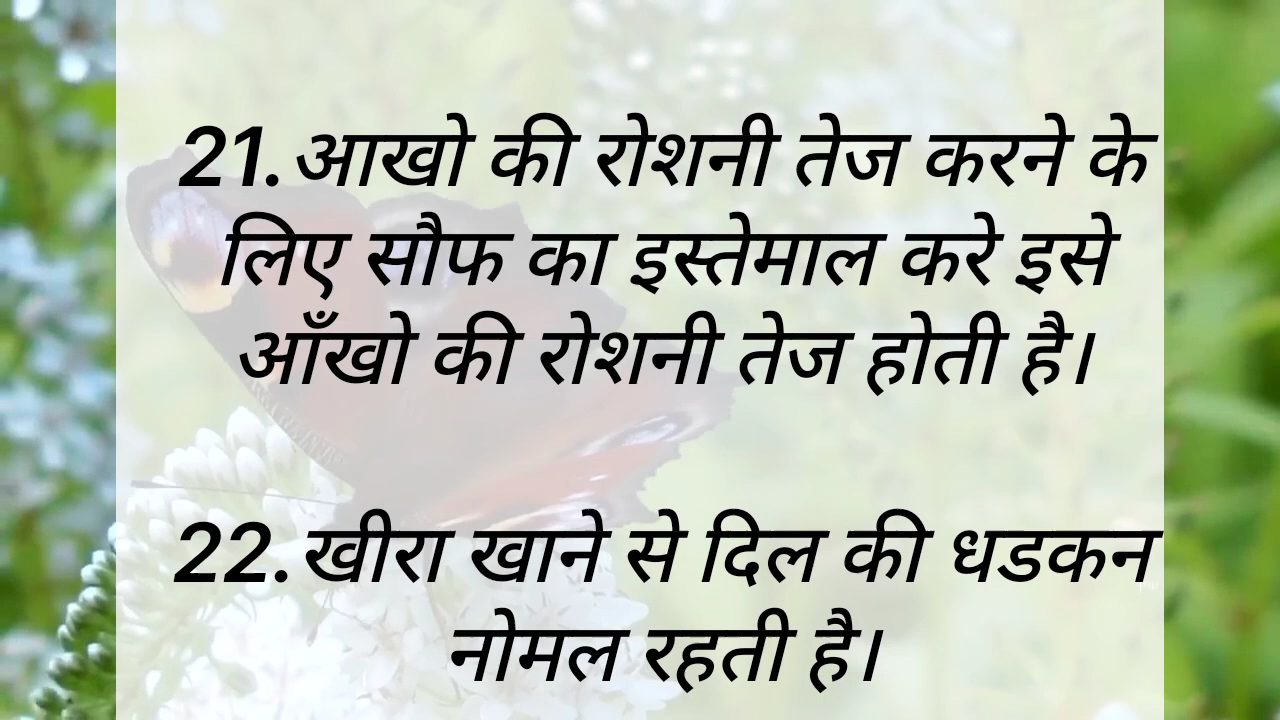 21.आखो की रोशनी तेज करने के
लिए सौफ का इस्तेमाल करे इसे
आँखो की रोशनी तेज होती है।
22.खीरा खाने से दिल की धडकन
नोमल रहती है।